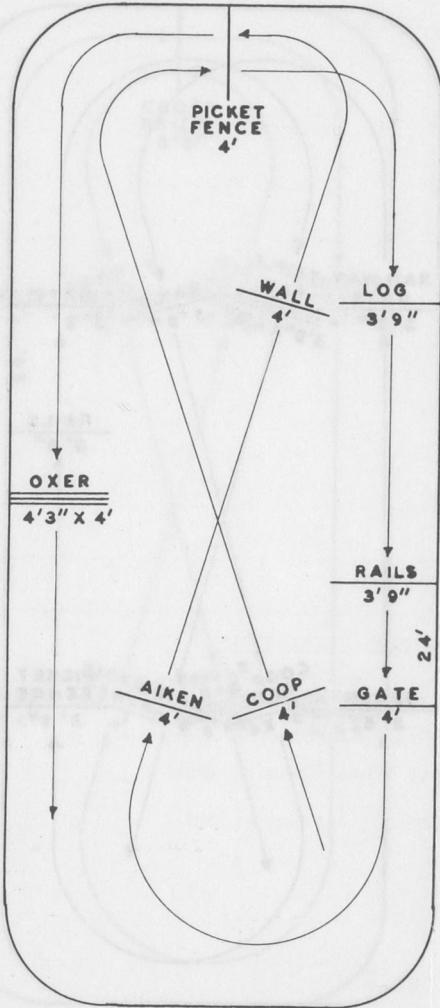 PICKET
FENCE
4'
WALL
4'
LOG
3'9"
OXER
4'3" X 4'
RAILS
3'9"
24'
AIKEN
4'
COOP
4'
GATE
4'